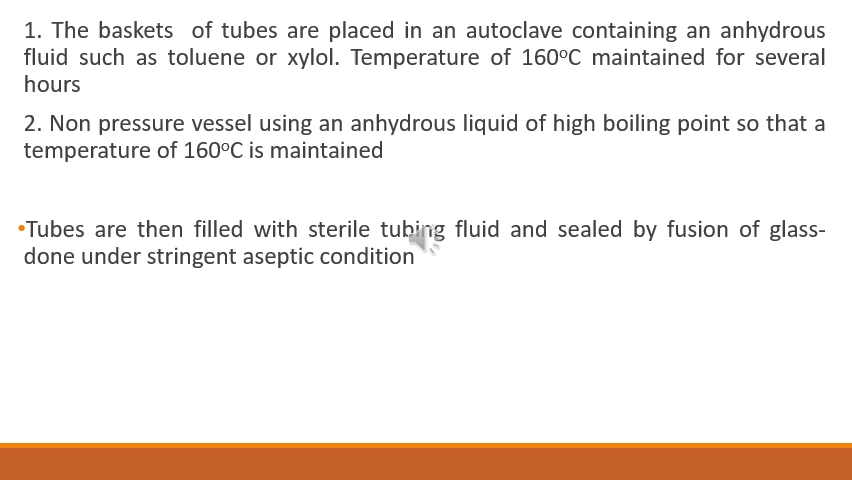 1. The baskets of tubes are placed in an autoclave containing an anhydrous
fluid such as toluene or xylol. Temperature of 160ºC maintained for several
hours
2. Non pressure vessel using an anhydrous liquid of high boiling point so that a
temperature of 160ºC is maintained
•Tubes are then filled with sterile tubing fluid and sealed by fusion of glass-
done under stringent aseptic condition